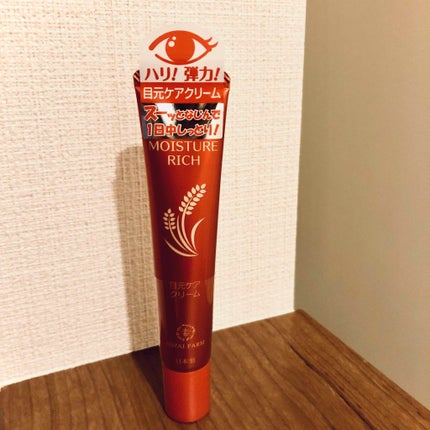 ハリ! 弾力!
目元ケアクリーム
スーッとなじんで
1日中しっとり!
MOISTURE
RICH
目元ケア
クリーム
日本製